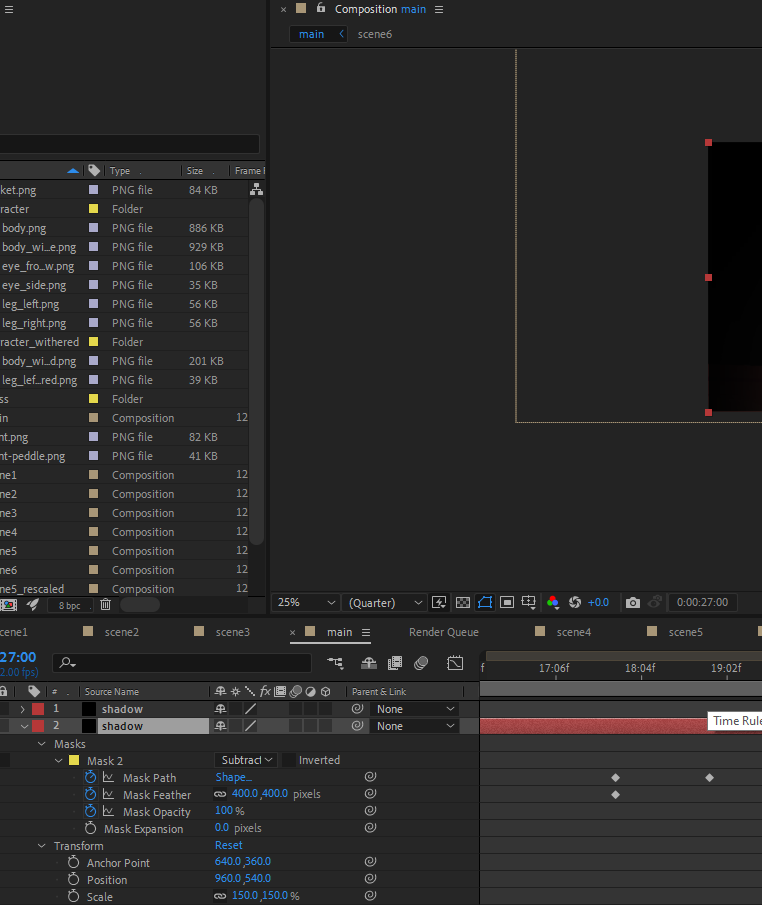 Composition main
main
scene6
Type Size Frame
ket.png PNG file 84 KB
racter Folder
body.png PNG file 886 KB
body_wi...e.png PNG file 929 KB
eye_fro...w.png PNG file 106 KB
eye_side.png PNG file 35 KB
leg_left.png PNG file 56 KB
leg_right.png PNG file 56 KB
racter_withered Folder
body_wi...d.png PNG file 201 KB
leg_lef...red.png PNG file 39 KB
ss Folder
in Composition 12
nt.png PNG file 82 KB
nt-peddle.png PNG file 41 KB
ne1 Composition 12
ne2 Composition 12
ne3 Composition 12
ne4 Composition 12
ne5 Composition 12
ne6 Composition 12
ne5_rescaled Composition 12
8 bpc
25% (Quarter) +0.0 0:00:27:00
cene1 scene2 scene3 × main Render Queue scene4 scene5
27:00
2.00 fps)
f 17:06f 18:04f 19:02f
# Source Name fx Parent & Link
1 shadow None
2 shadow None
Time Rule
Masks
Mask 2 Subtract Inverted
Mask Path Shape...
Mask Feather 400.0,400.0 pixels
Mask Opacity 100%
Mask Expansion 0.0 pixels
Transform Reset
Anchor Point 640.0,360.0
Position 960.0,540.0
Scale 150.0,150.0%